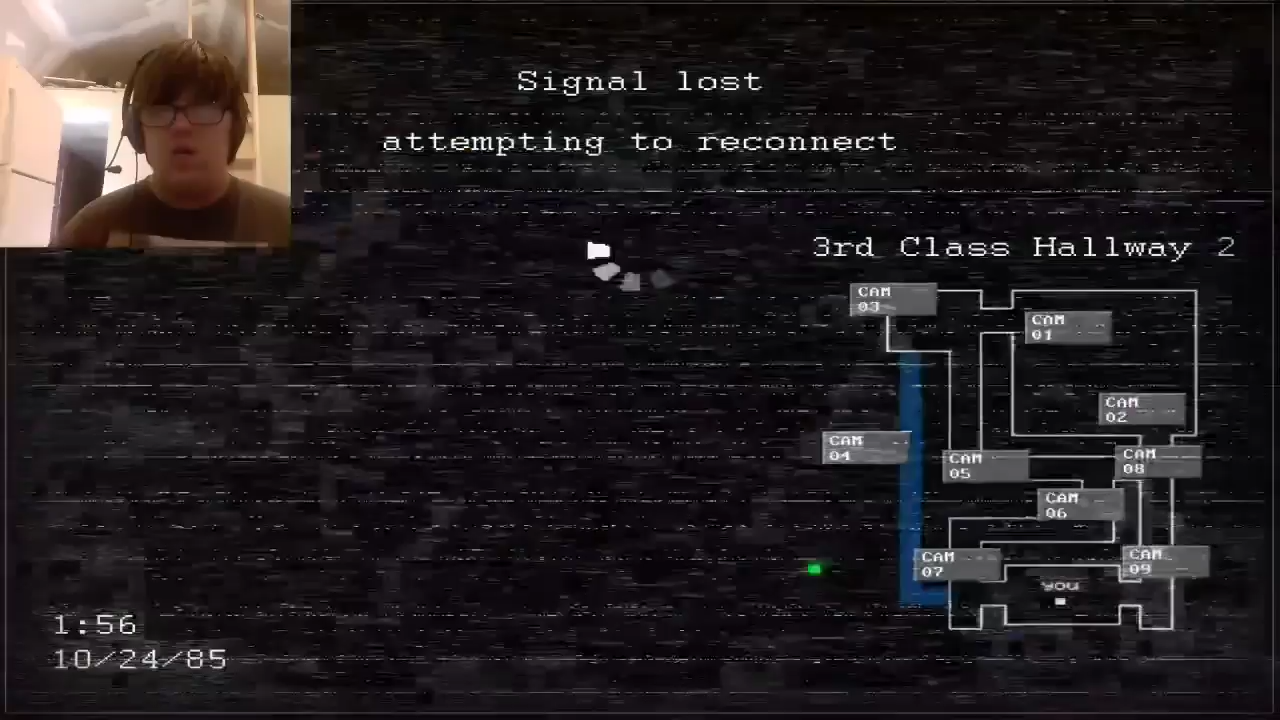 Signal lost
attempting to reconnect
3rd Class Hallway 2
CAM
03
CAM
01
CAM
02
CAM
04
CAM
05
CAM
08
CAM
06
CAM
07
CAM
09
you
1:56
10/24/85